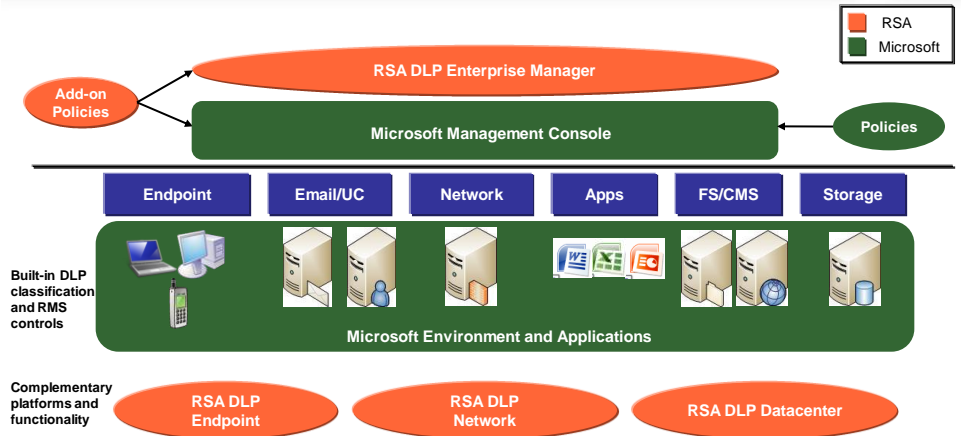 RSA
Microsoft
RSA DLP Enterprise Manager
Add-on
Policies
Microsoft Management Console
Policies
Endpoint
Email/UC
Network
Apps
FS/CMS
Storage
Built-in DLP
classification
and RMS
controls
Microsoft Environment and Applications
Complementary
platforms and
functionality
RSA DLP
Endpoint
RSA DLP
Network
RSA DLP Datacenter